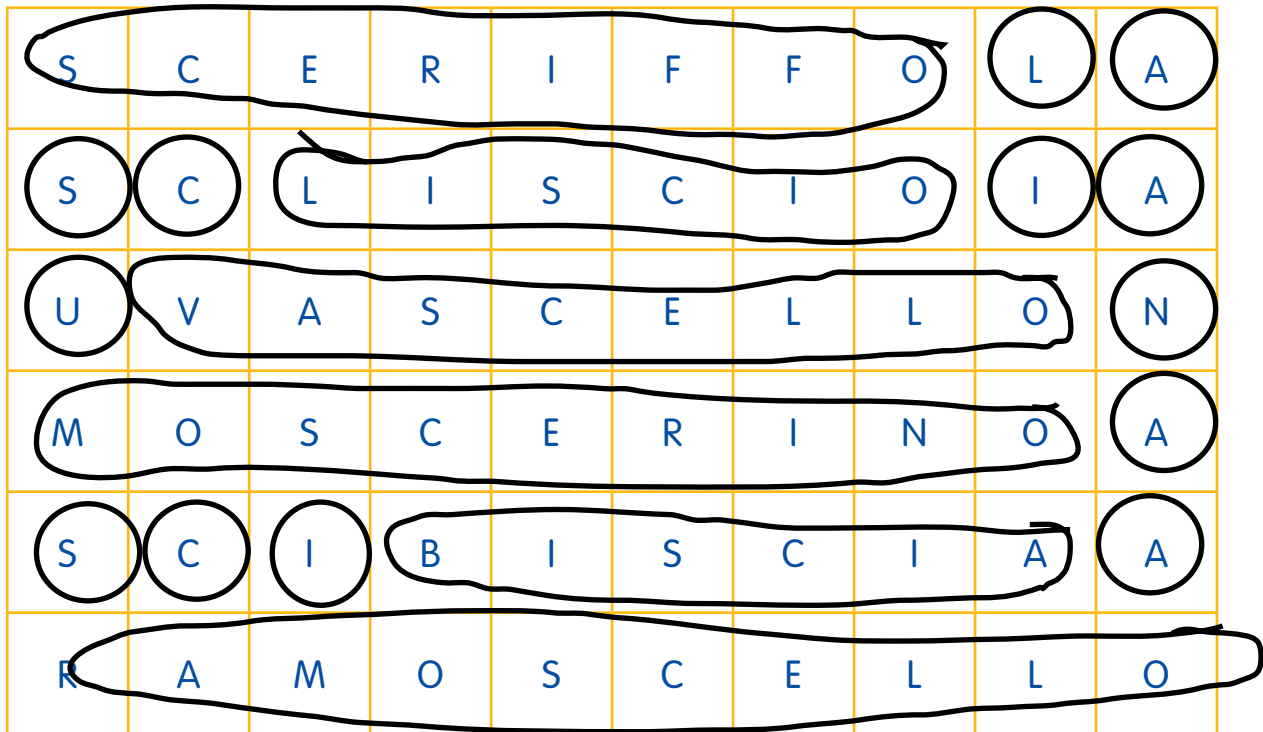 S C E R I F F O L A
S C L I S C I O I A
U V A S C E L L O N
M O S C E R I N O A
S C I B I S C I A A
R A M O S C E L L O